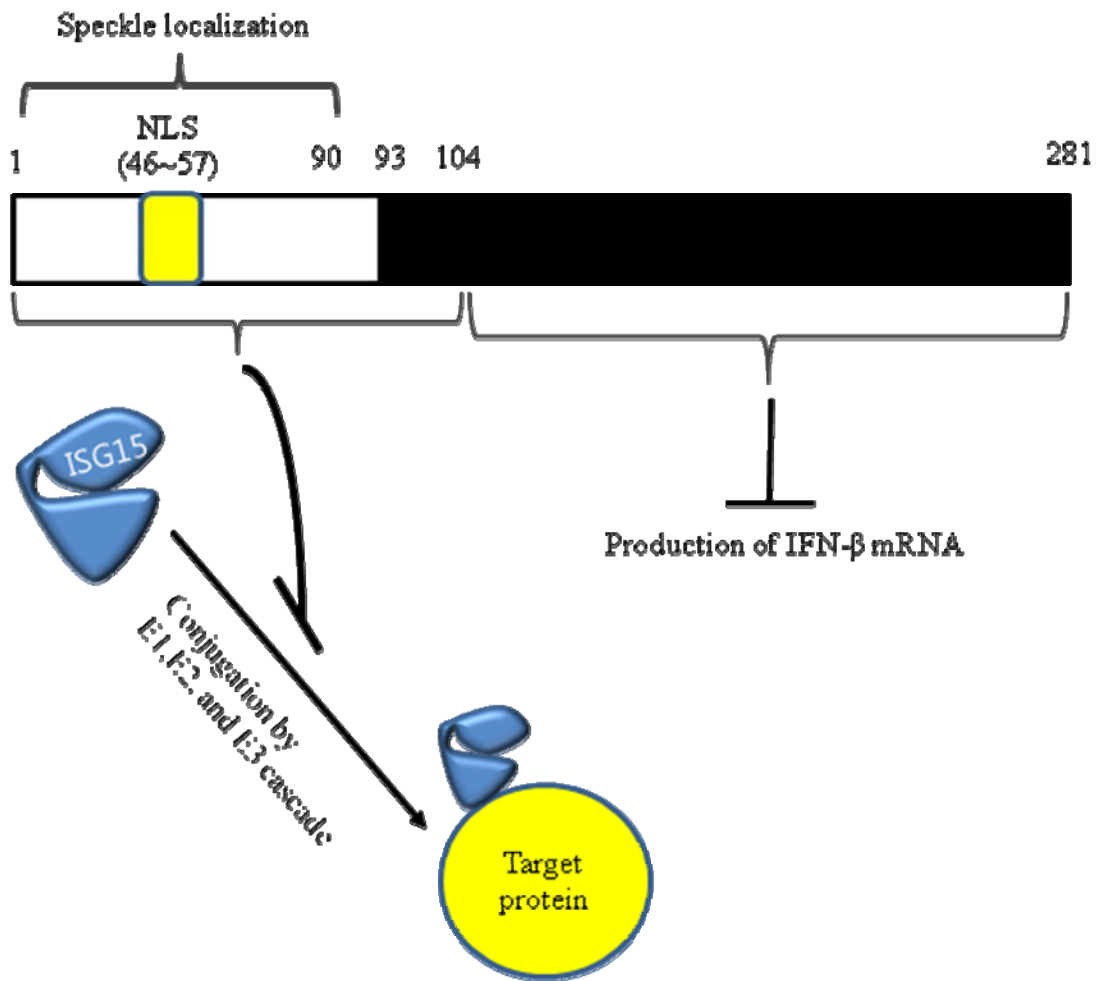 Speckle localization
NLS
1 (46~57) 90 93 104 281
ISG15
Production of IFN-β mRNA
Conjugation by
E1,E2, and E3 cascade
Target
protein